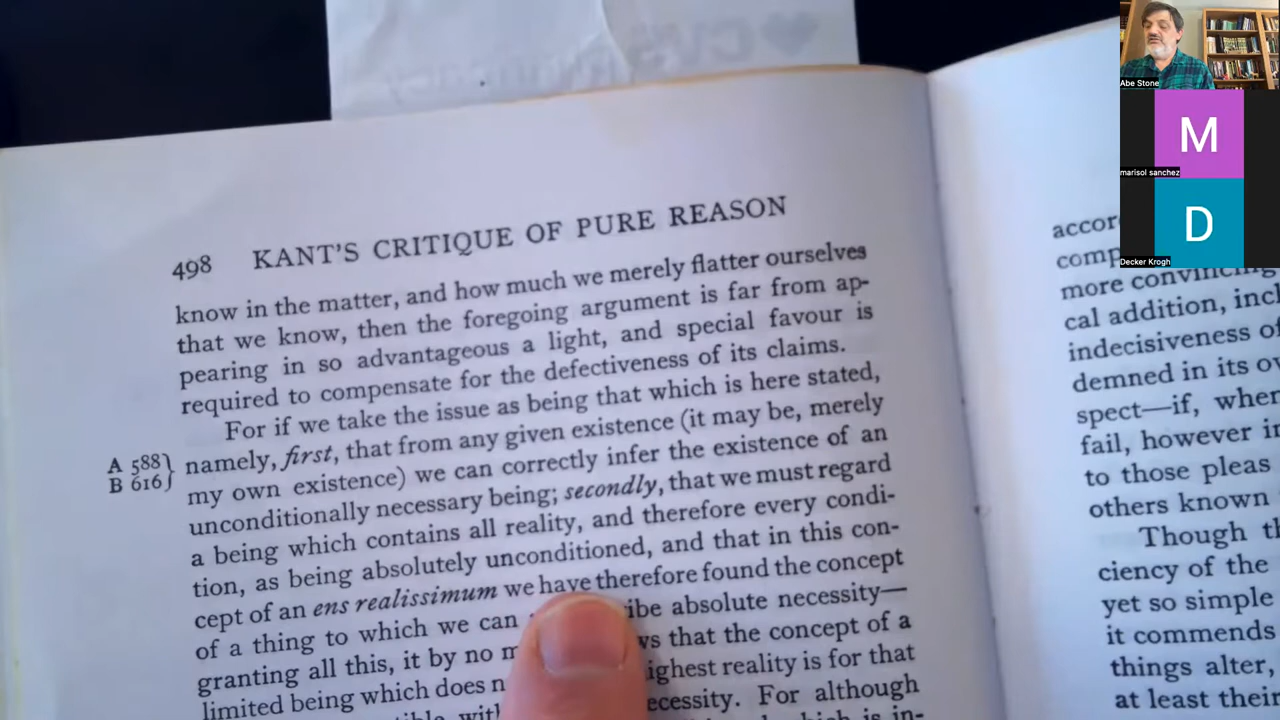 498 KANT'S CRITIQUE OF PURE REASON
know in the matter, and how much we merely flatter ourselves
that we know, then the foregoing argument is far from ap-
pearing in so advantageous a light, and special favour is
required to compensate for the defectiveness of its claims.
For if we take the issue as being that which is here stated,
A 588
B 616
namely, first, that from any given existence (it may be, merely
my own existence) we can correctly infer the existence of an
unconditionally necessary being; secondly, that we must regard
a being which contains all reality, and therefore every condi-
tion, as being absolutely unconditioned, and that in this con-
cept of an ens realissimum we have therefore found the concept
of a thing to which we can ibe absolute necessity—
granting all this, it by no m ws that the concept of a
limited being which does n ighest reality is for that
ecessity. For although
is in-
accor
comp
more convincing
cal addition, incl
indecisiveness of
demned in its ov
spect—if, wher
fail, however in
to those pleas
others known
Though t
ciency of the
yet so simple
it commends
things alter,
at least their
Abe Stone
M
marisol sanchez
D
Decker Krogh